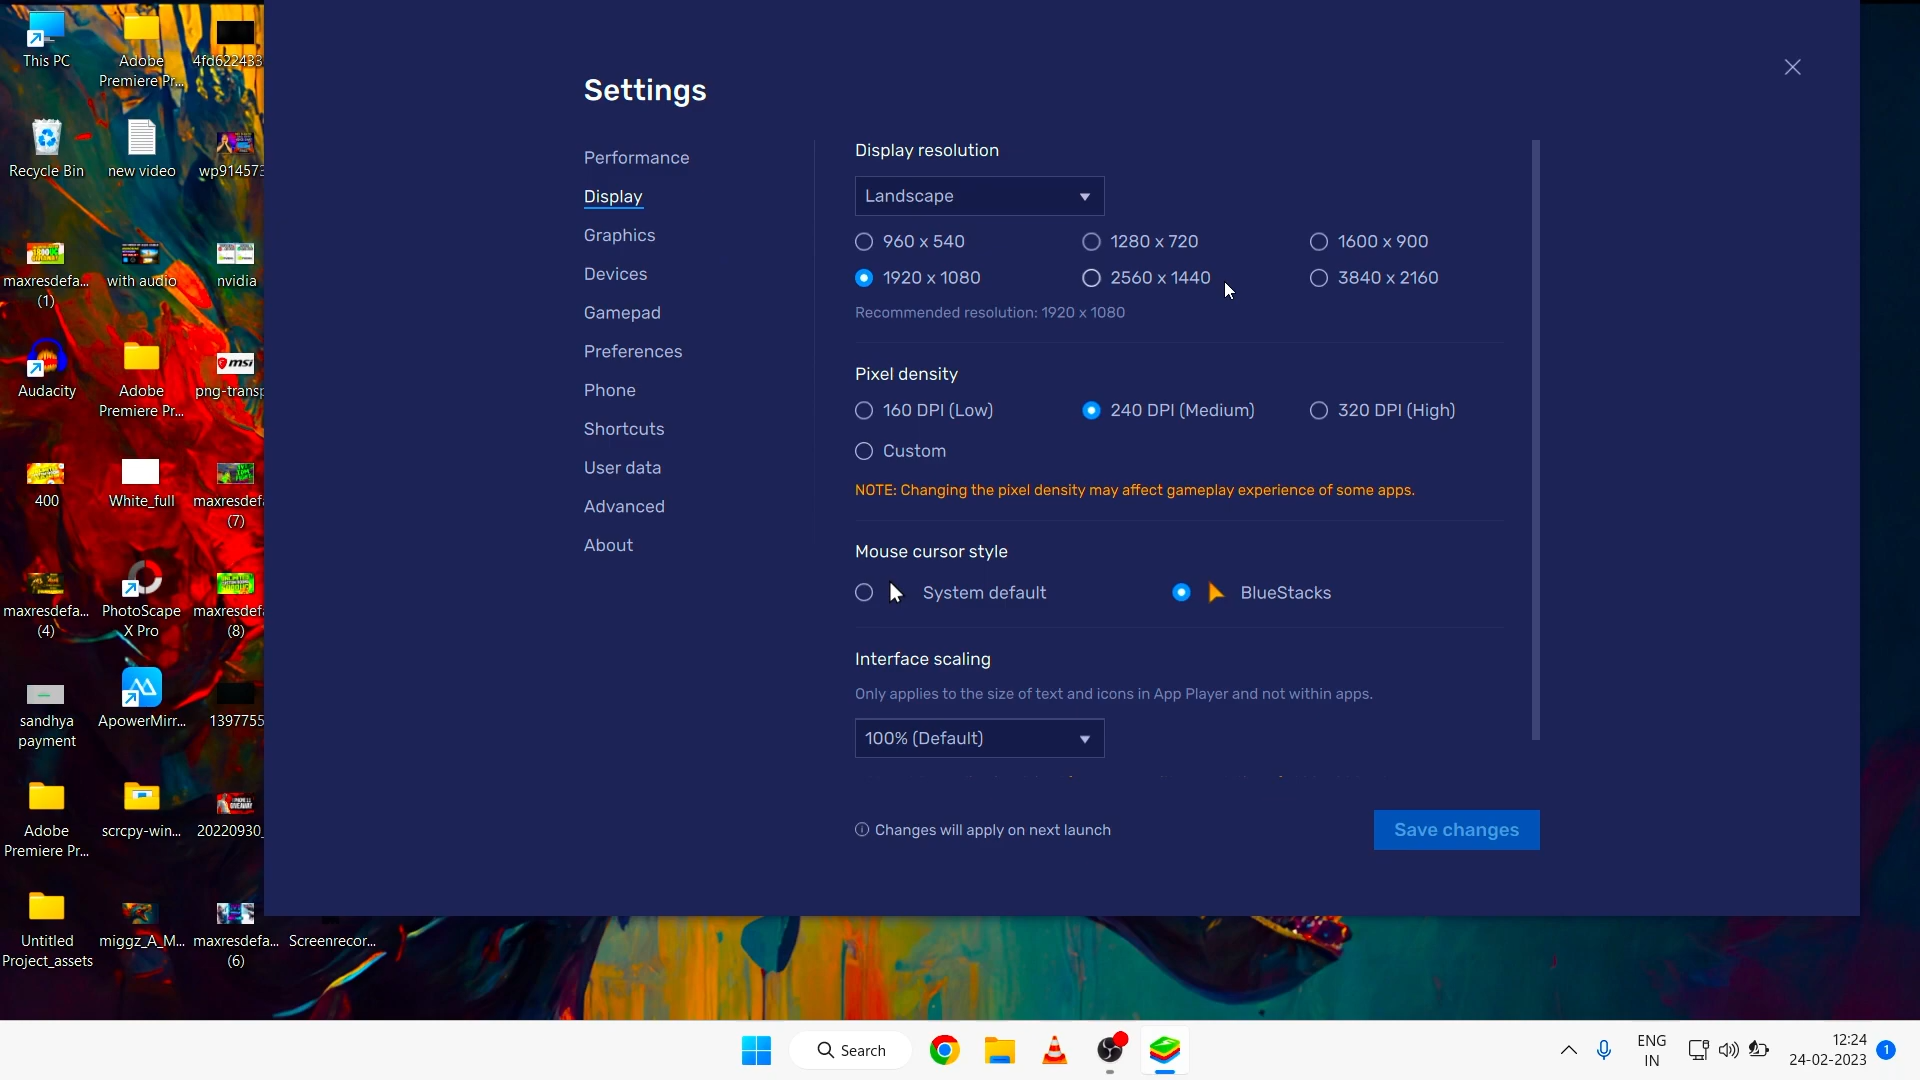 This PC
Adobe
Premiere Pr...
4fd622433
Recycle Bin
new video
wp914573
maxresdefa...
(1)
with audio
nvidia
Audacity
Adobe
Premiere Pr...
msi
png-transp
400
White_full
maxresdefa
(7)
maxresdefa...
(4)
PhotoScape
X Pro
maxresdefa
(8)
sandhya
payment
ApowerMirr...
1397755
Adobe
Premiere Pr...
scrcpy-win...
20220930_
Untitled
Project_assets
miggz_A_M...
maxresdefa...
(6)
Screenrecor...
Settings
Performance
Display
Graphics
Devices
Gamepad
Preferences
Phone
Shortcuts
User data
Advanced
About
Display resolution
Landscape
960 x 540
1280 x 720
1600 x 900
1920 x 1080
2560 x 1440
3840 x 2160
Recommended resolution: 1920 x 1080
Pixel density
160 DPI (Low)
240 DPI (Medium)
320 DPI (High)
Custom
NOTE: Changing the pixel density may affect gameplay experience of some apps.
Mouse cursor style
System default
BlueStacks
Interface scaling
Only applies to the size of text and icons in App Player and not within apps.
100% (Default)
Changes will apply on next launch
Save changes
Search
ENG
IN
12:24
24-02-2023
1